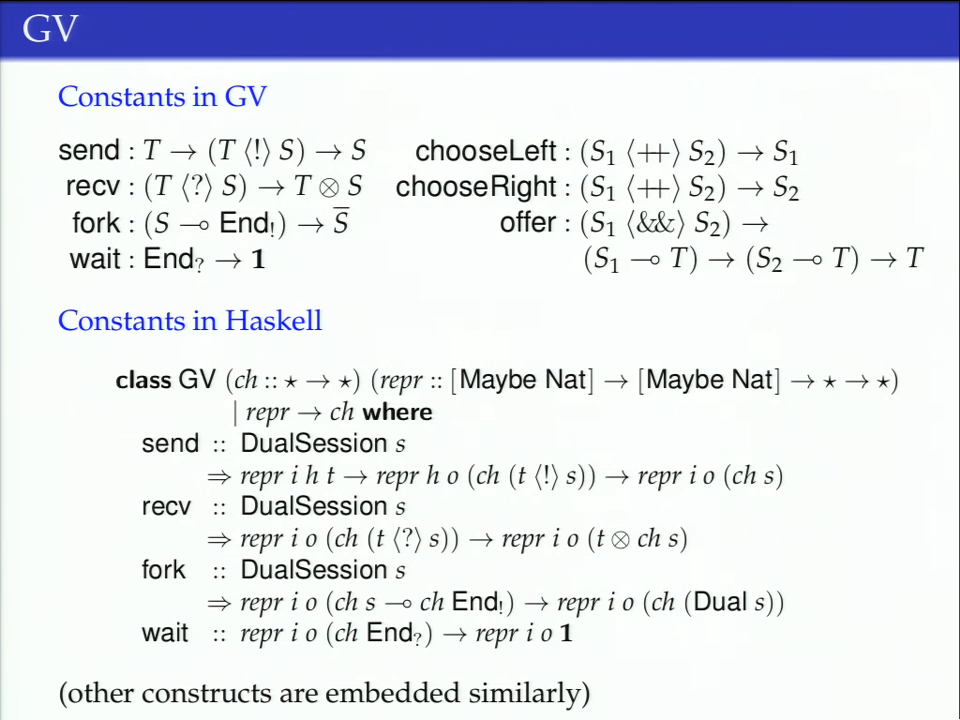 GV
Constants in GV
send : T → (T ⟨!⟩ S) → S
recv : (T ⟨?⟩ S) → T ⊗ S
fork : (S ⊸ End!) → S̅
wait : End? → 1
chooseLeft : (S₁ ⟨++⟩ S₂) → S₁
chooseRight : (S₁ ⟨++⟩ S₂) → S₂
offer : (S₁ ⟨&&⟩ S₂) →
(S₁ ⊸ T) → (S₂ ⊸ T) → T
Constants in Haskell
class GV (ch :: ⋆ → ⋆) (repr :: [Maybe Nat] → [Maybe Nat] → ⋆ → ⋆)
| repr → ch where
send :: DualSession s
⇒ repr i h t → repr h o (ch (t ⟨!⟩ s)) → repr i o (ch s)
recv :: DualSession s
⇒ repr i o (ch (t ⟨?⟩ s)) → repr i o (t ⊗ ch s)
fork :: DualSession s
⇒ repr i o (ch s ⊸ ch End!) → repr i o (ch (Dual s))
wait :: repr i o (ch End?) → repr i o 1
(other constructs are embedded similarly)